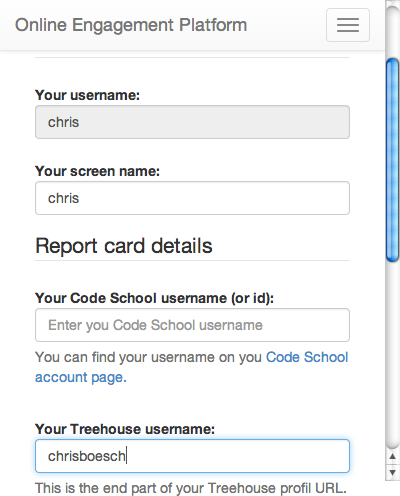 Online Engagement Platform
Your username:
chris
Your screen name:
chris
Report card details
Your Code School username (or id):
Enter you Code School username
You can find your username on you Code School
account page.
Your Treehouse username:
chrisboesch
This is the end part of your Treehouse profil URL.